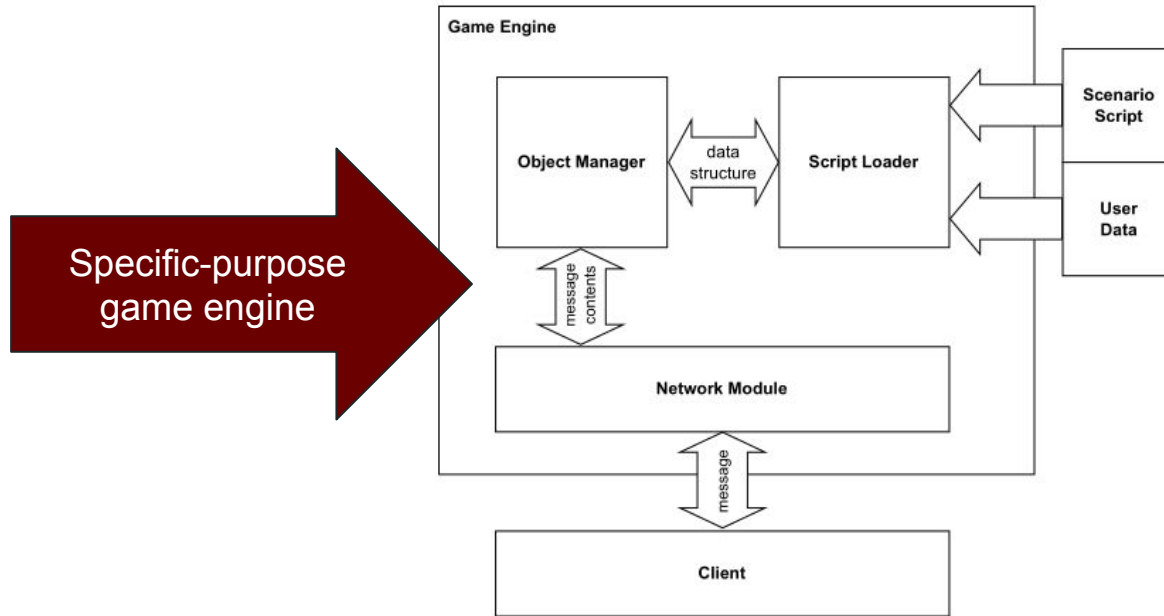 Game Engine
Specific-purpose
game engine
Object Manager
data
structure
Script Loader
Scenario
Script
User
Data
message
contents
Network Module
message
Client